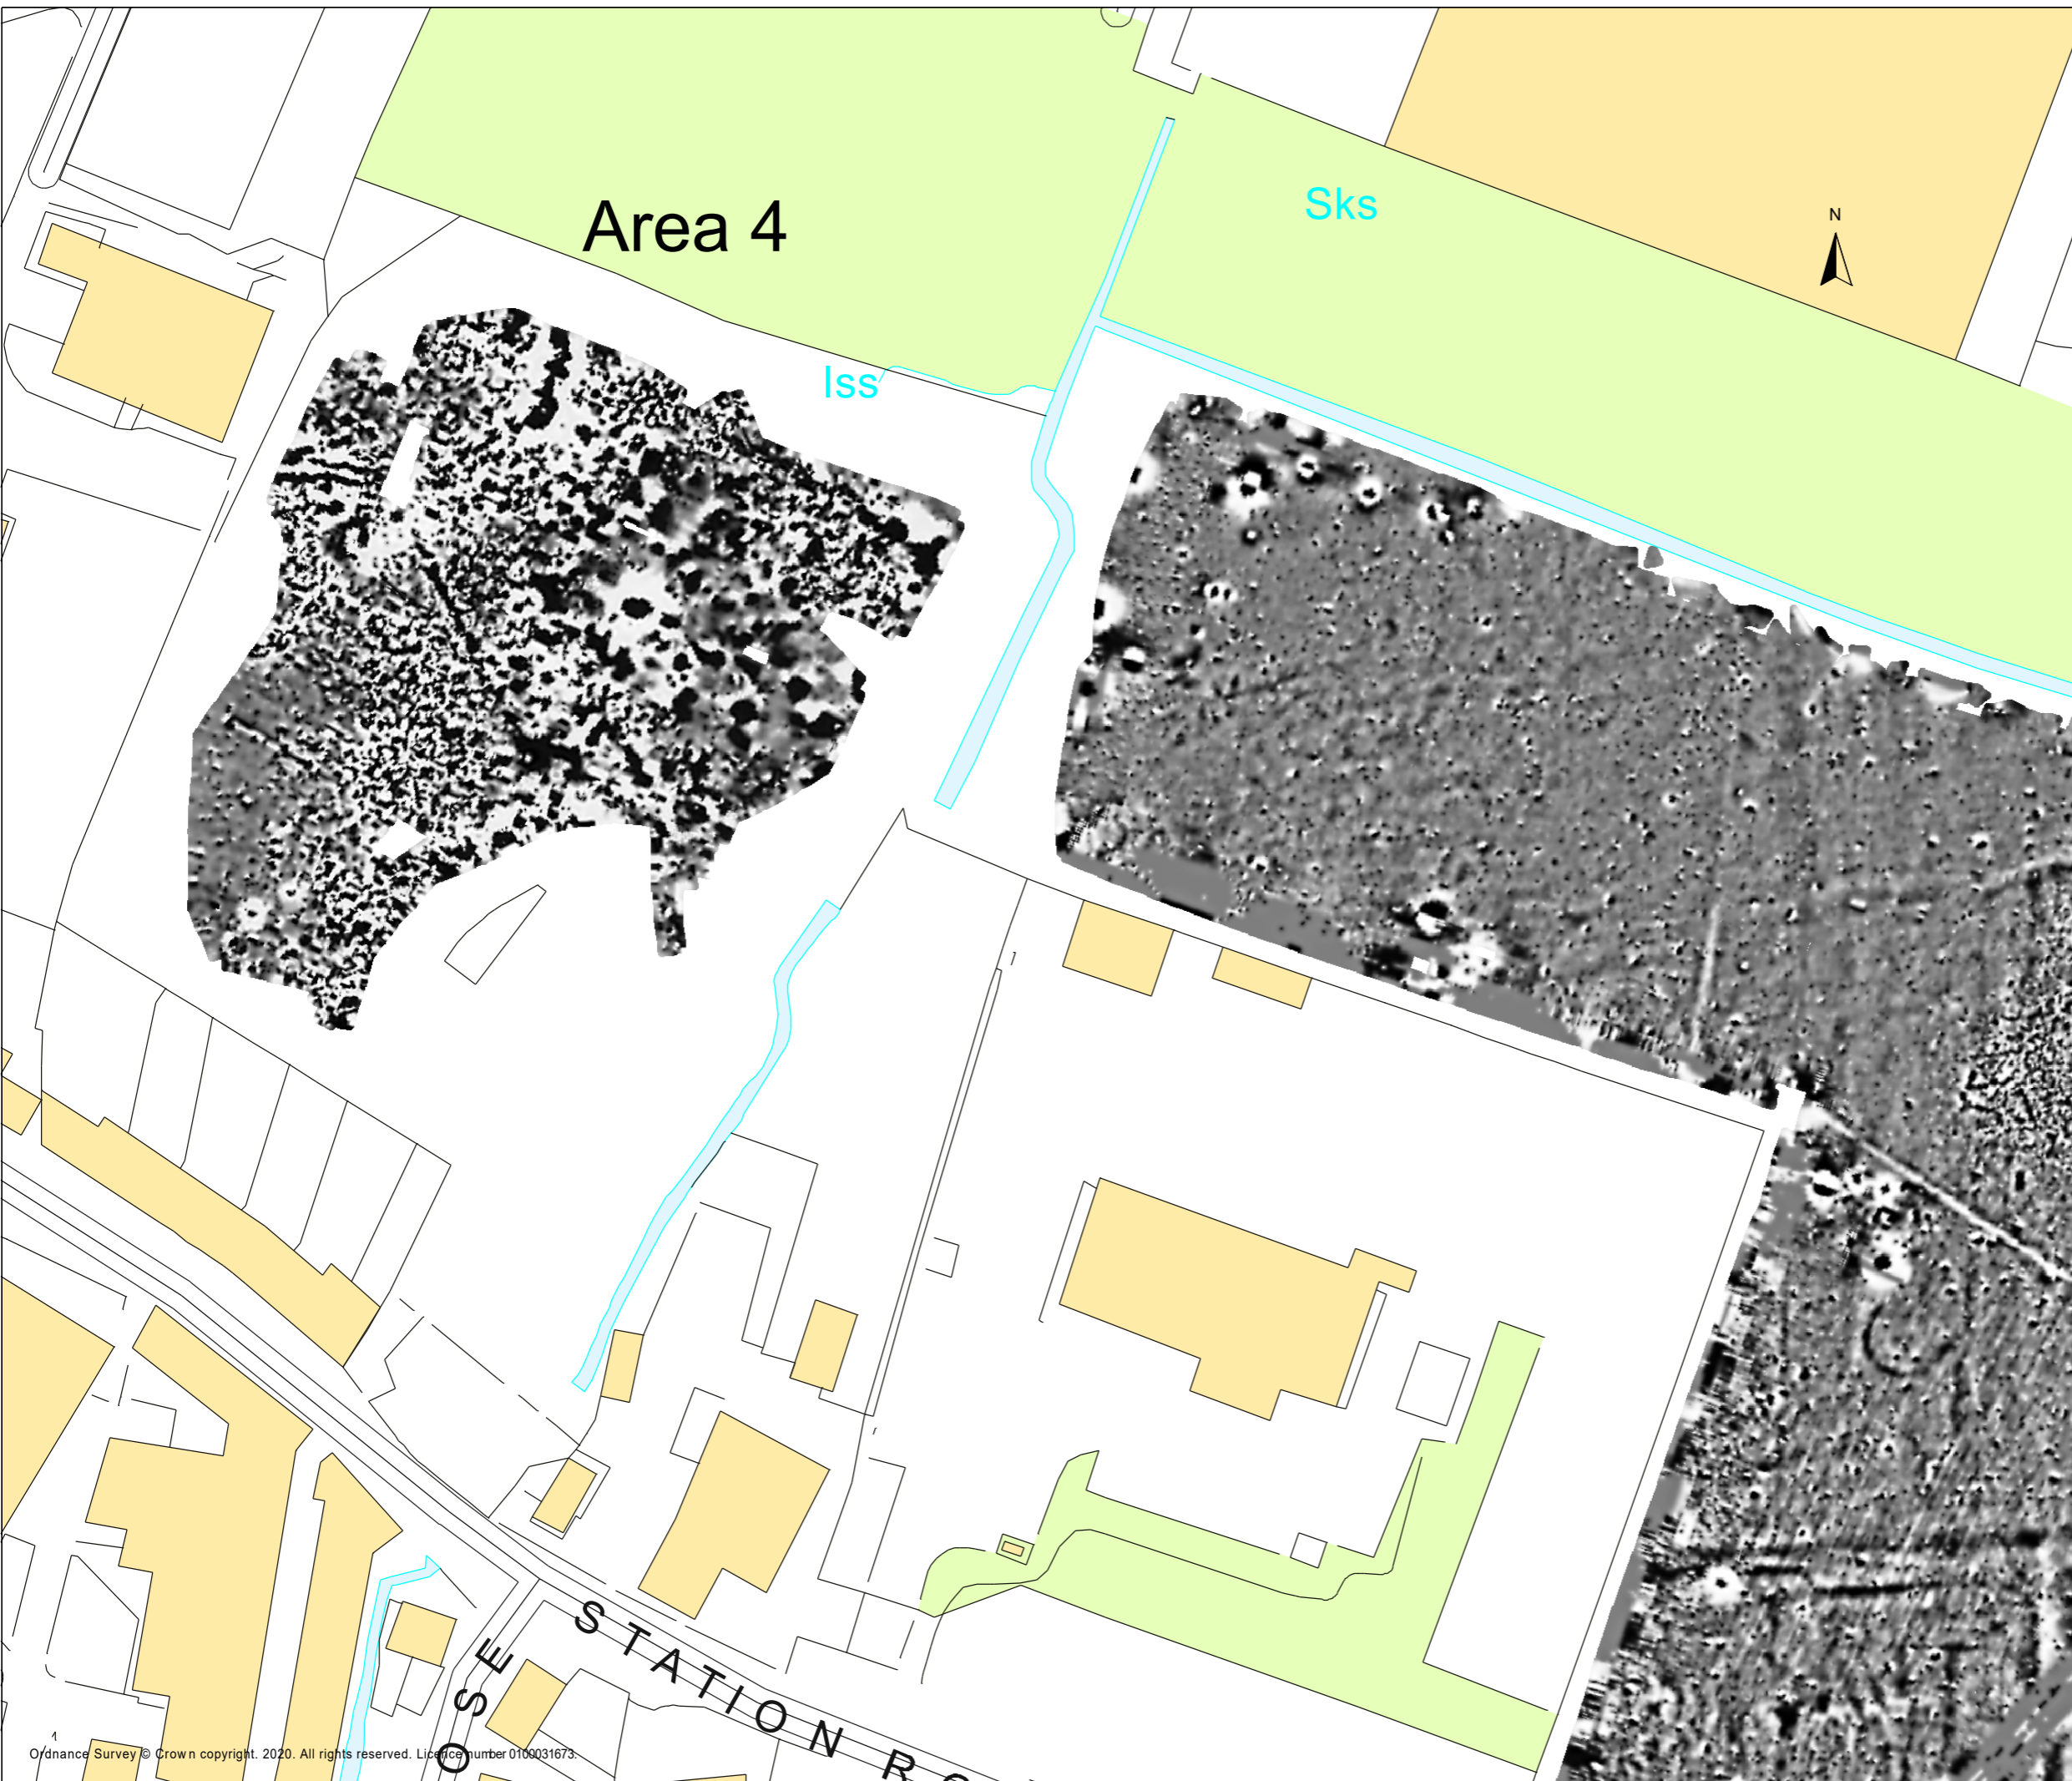 Sks
Area 4
N
Iss
STATION
OSE
Ordnance Survey © Crown copyright. 2020. All rights reserved. Licence number 0100031673.